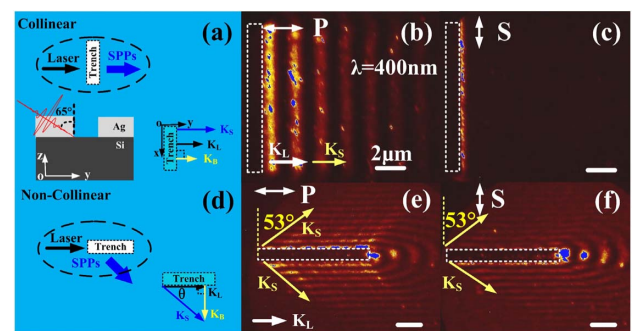 Collinear
(a)
Laser
Trench
SPPs
65°
Ag
Si
z
o
y
o
y
x
Trench
K_S
K_L
K_B
P
(b)
λ=400nm
K_L
K_S
2μm
S
(c)
Non-Collinear
(d)
Laser
Trench
SPPs
Trench
θ
K_L
K_S
K_B
P
(e)
53°
K_S
K_S
K_L
S
(f)
53°
K_S
K_S